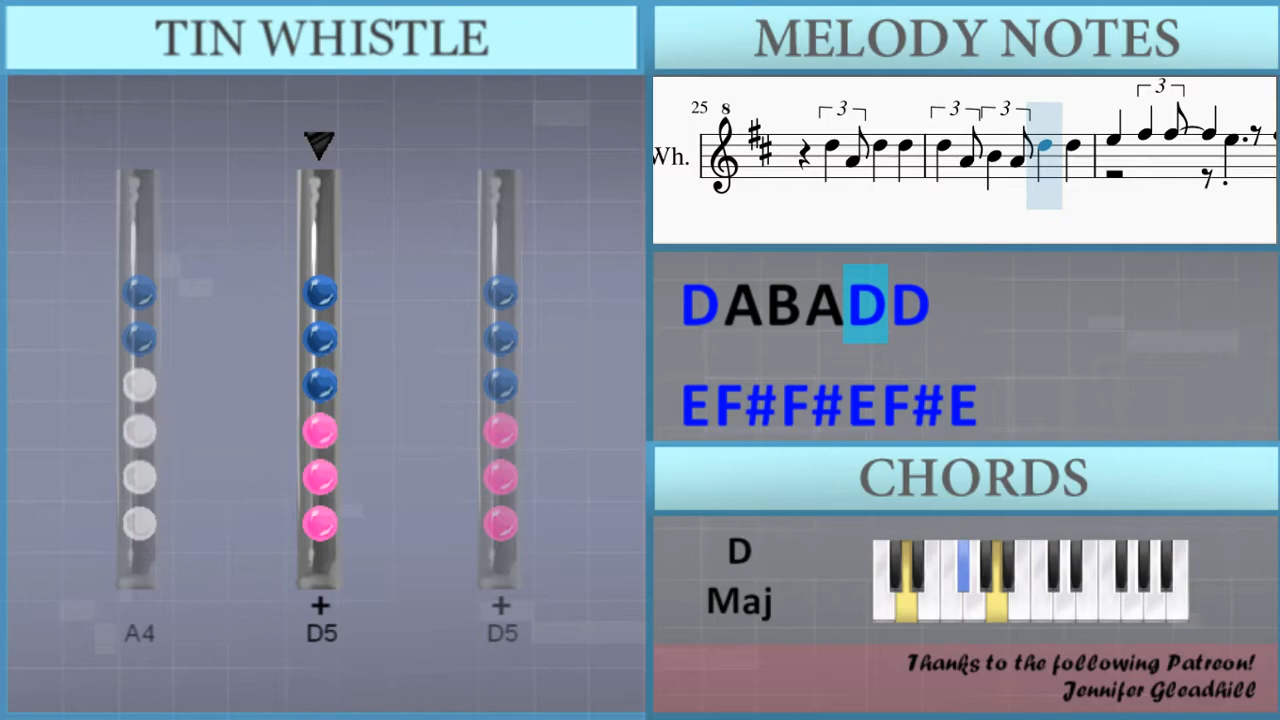 TIN WHISTLE
A4
+
D5
+
D5
MELODY NOTES
25
8
3
3
3
3
Wh.
DABADD
EF#F#EF#E
CHORDS
D
Maj
Thanks to the following Patreon!
Jennifer Gleadhill